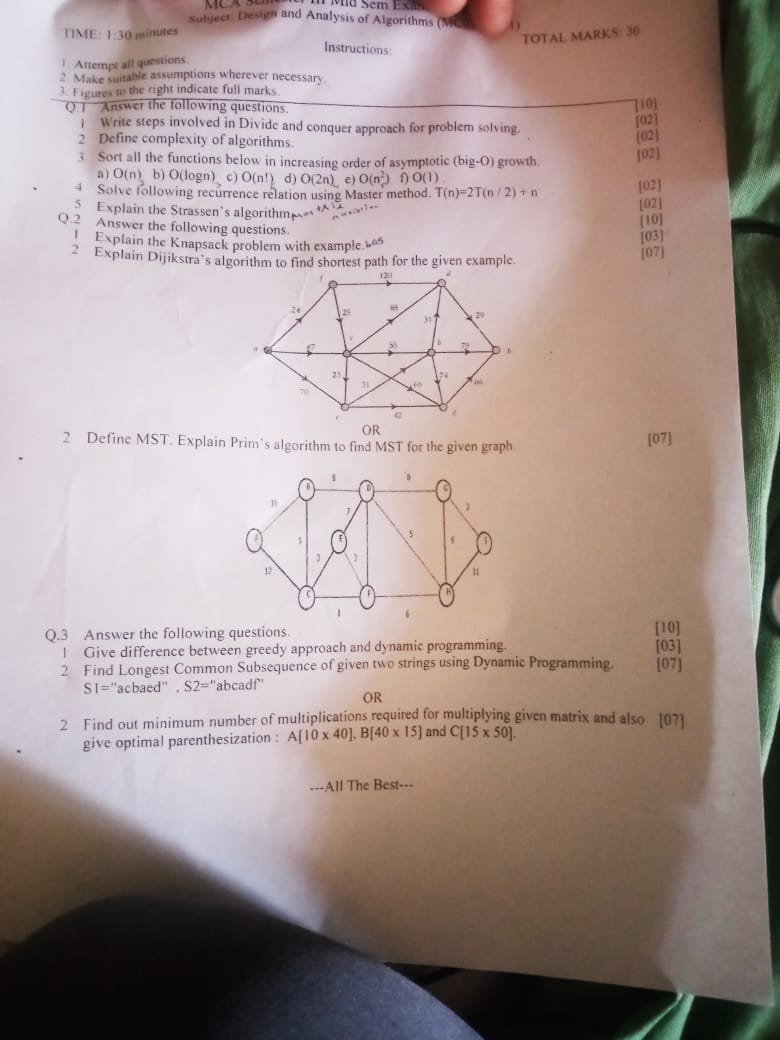 MCA III Mid Sem Exam
Subject: Design and Analysis of Algorithms
TIME: 1:30 minutes
TOTAL MARKS: 30
Instructions:
1 Attempt all questions.
2. Make suitable assumptions wherever necessary.
3. Figures to the right indicate full marks.
Q.1 Answer the following questions. [10]
1 Write steps involved in Divide and conquer approach for problem solving. [02]
2 Define complexity of algorithms. [02]
3 Sort all the functions below in increasing order of asymptotic (big-O) growth. [02]
a) O(n) b) O(logn) c) O(n!) d) O(2n) e) O(n²) f) O(1)
4 Solve following recurrence relation using Master method. T(n)=2T(n / 2) + n [02]
5 Explain the Strassen's algorithm [02]
Q.2 Answer the following questions. [10]
1 Explain the Knapsack problem with example. [03]
2 Explain Dijikstra's algorithm to find shortest path for the given example. [07]
120
24 25 88 31 29
47 55 79
70 23 31 66 74 66
42
OR
2 Define MST. Explain Prim's algorithm to find MST for the given graph. [07]
8 8
B D G
10 7 2
5 5 9
E
12 3 3 11
C F H
1 6
Q.3 Answer the following questions. [10]
1 Give difference between greedy approach and dynamic programming. [03]
2 Find Longest Common Subsequence of given two strings using Dynamic Programming. [07]
S1="acbaed" , S2="abcadf"
OR
2 Find out minimum number of multiplications required for multiplying given matrix and also [07]
give optimal parenthesization : A[10 x 40], B[40 x 15] and C[15 x 50].
---All The Best---